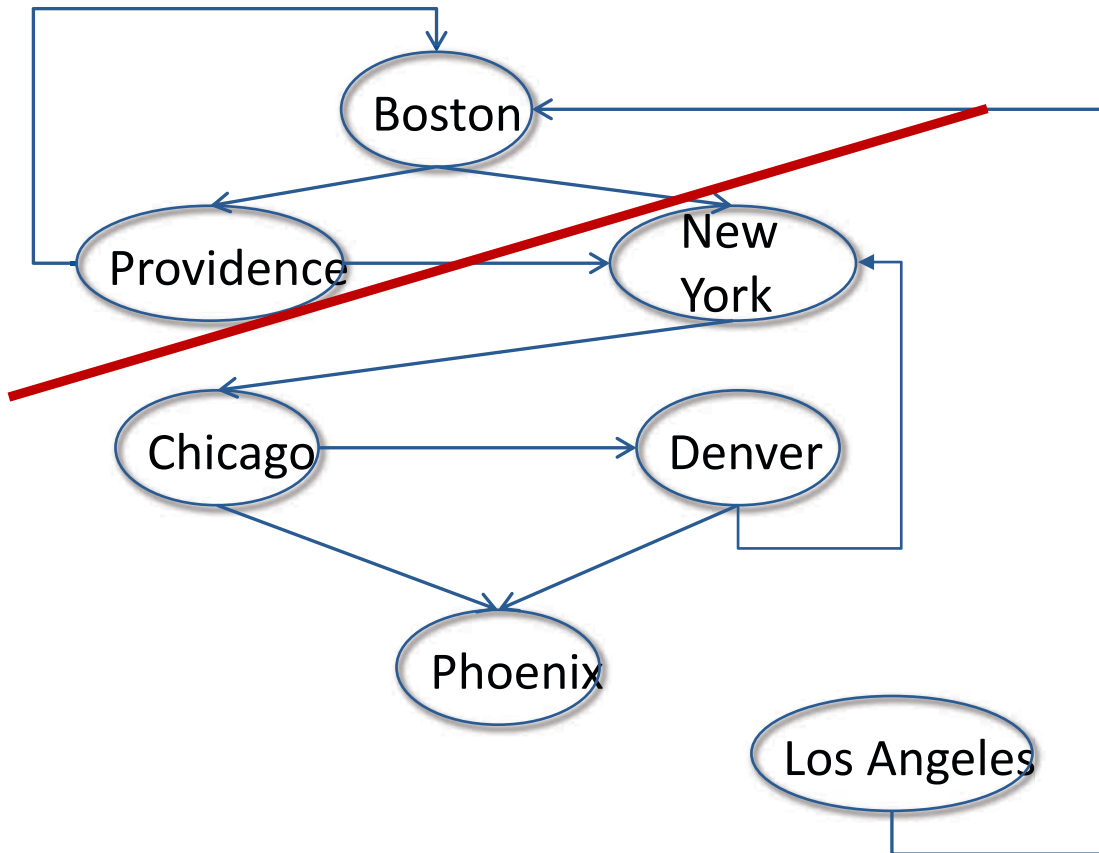 Boston
Providence
New
York
Chicago
Denver
Phoenix
Los Angeles